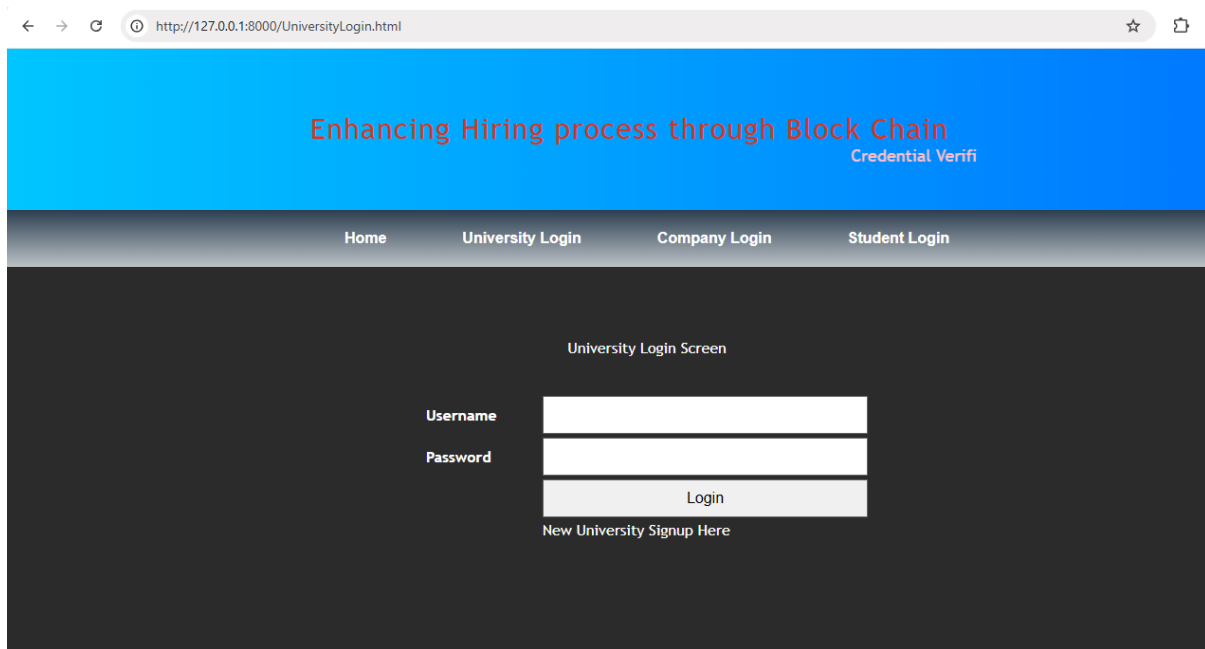 http://127.0.0.1:8000/UniversityLogin.html
Enhancing Hiring process through Block Chain
Credential Verifi
Home University Login Company Login Student Login
University Login Screen
Username
Password
Login
New University Signup Here